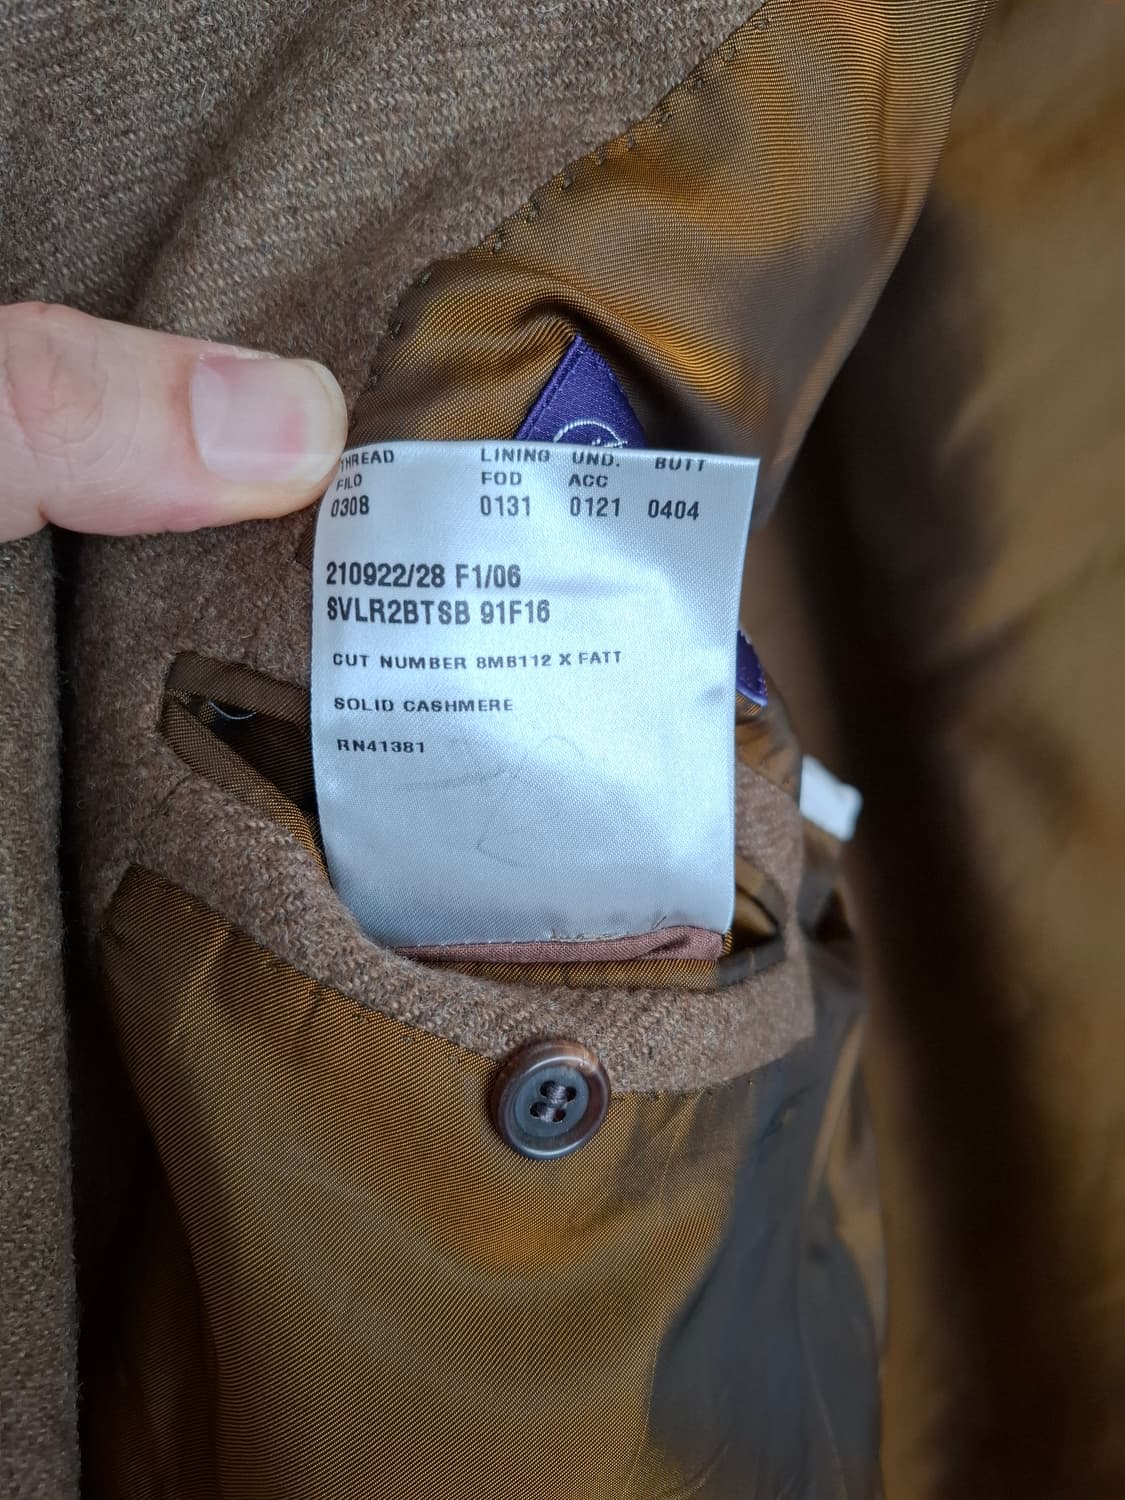 THREAD LINING UND. BUTT
FILO FOD ACC
0308 0131 0121 0404
210922/28 F1/06
SVLR2BTSB 91F16
CUT NUMBER 8MB112 X FATT
SOLID CASHMERE
RN41381